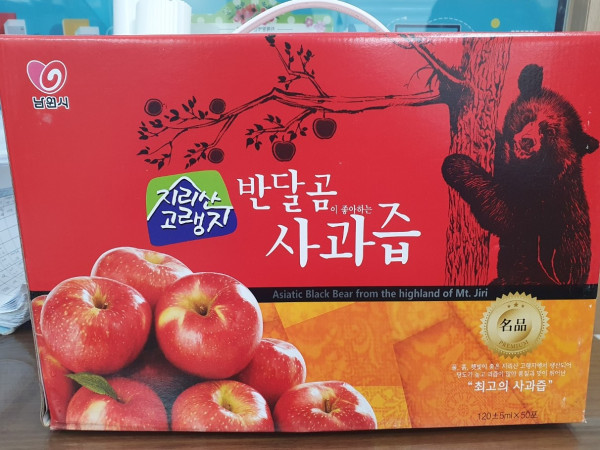 남원시
지리산
고랭지
반달곰이 좋아하는
사과즙
Asiatic Black Bear from the highland of Mt. Jiri
名品
PREMIUM
"최고의 사과즙"
120±5ml×50포